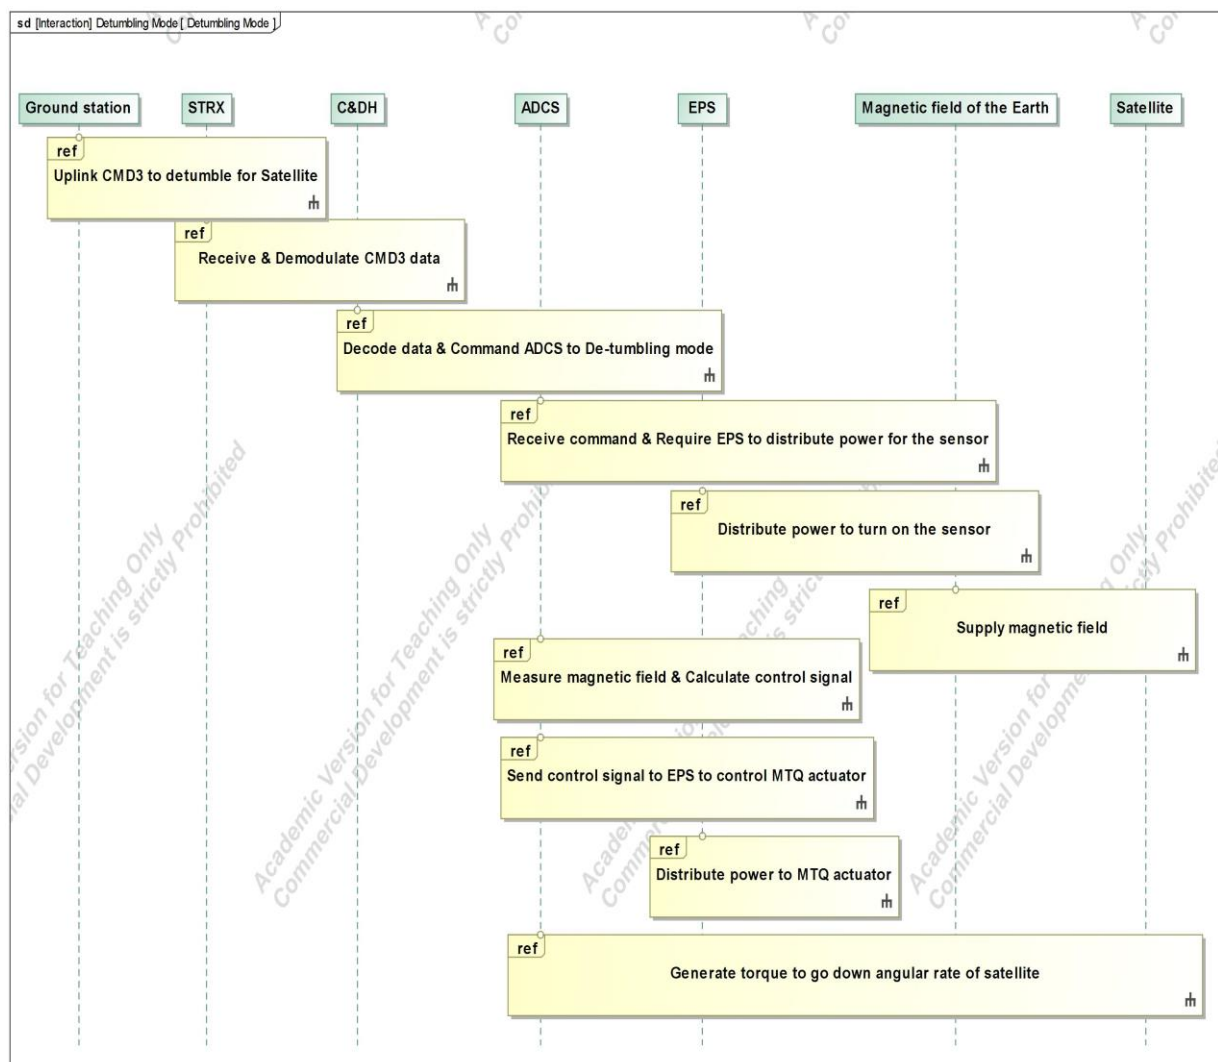 sd [Interaction] Detumbling Mode [ Detumbling Mode ]
Ground station
STRX
C&DH
ADCS
EPS
Magnetic field of the Earth
Satellite
ref
Uplink CMD3 to detumble for Satellite
ref
Receive & Demodulate CMD3 data
ref
Decode data & Command ADCS to De-tumbling mode
ref
Receive command & Require EPS to distribute power for the sensor
ref
Distribute power to turn on the sensor
ref
Supply magnetic field
ref
Measure magnetic field & Calculate control signal
ref
Send control signal to EPS to control MTQ actuator
ref
Distribute power to MTQ actuator
ref
Generate torque to go down angular rate of satellite
Academic Version for Teaching Only
Commercial Development is strictly Prohibited